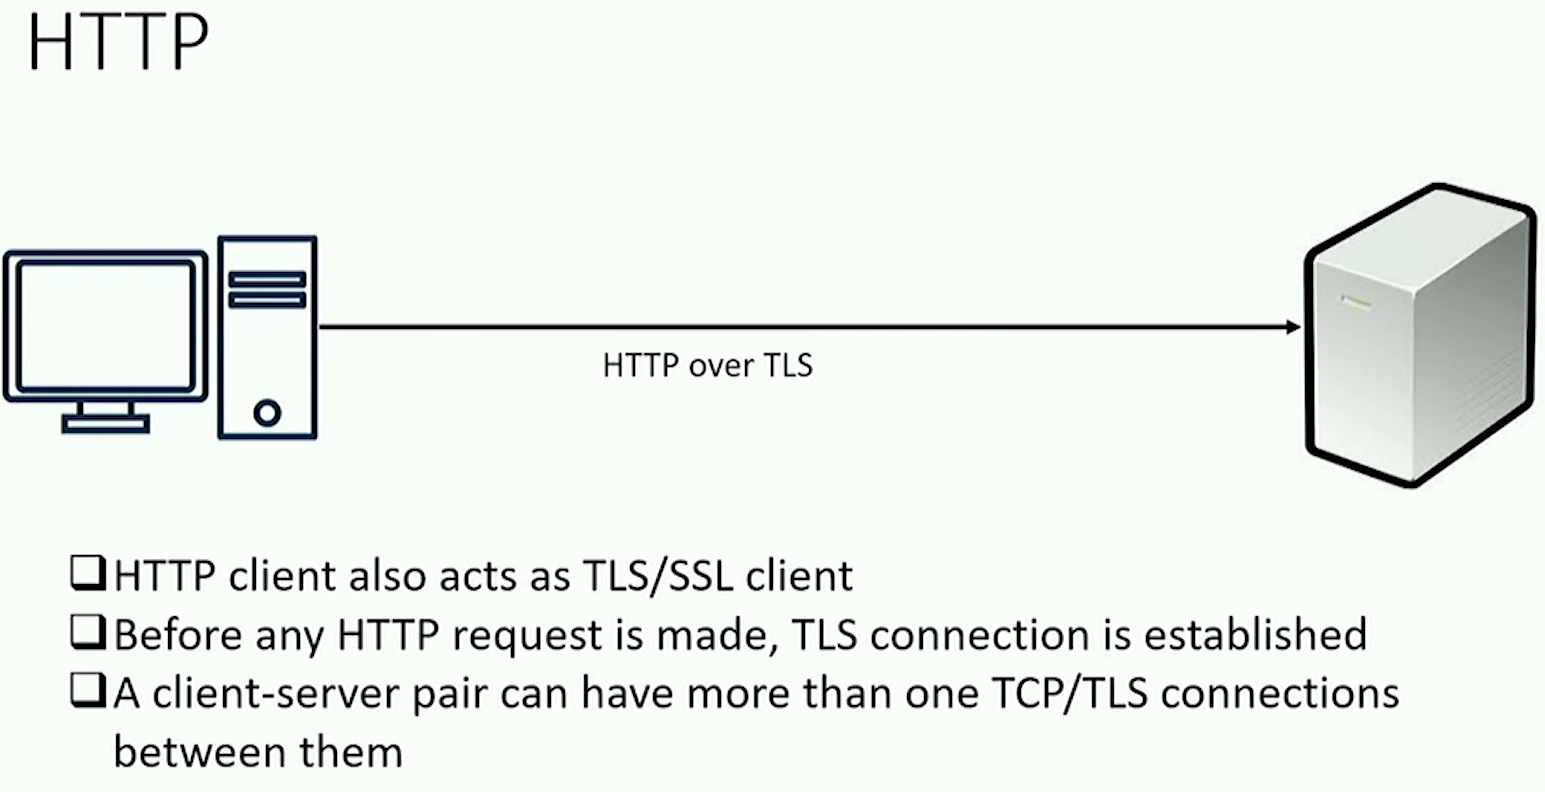 HTTP
HTTP over TLS
❑HTTP client also acts as TLS/SSL client
❑Before any HTTP request is made, TLS connection is established
❑A client-server pair can have more than one TCP/TLS connections
between them